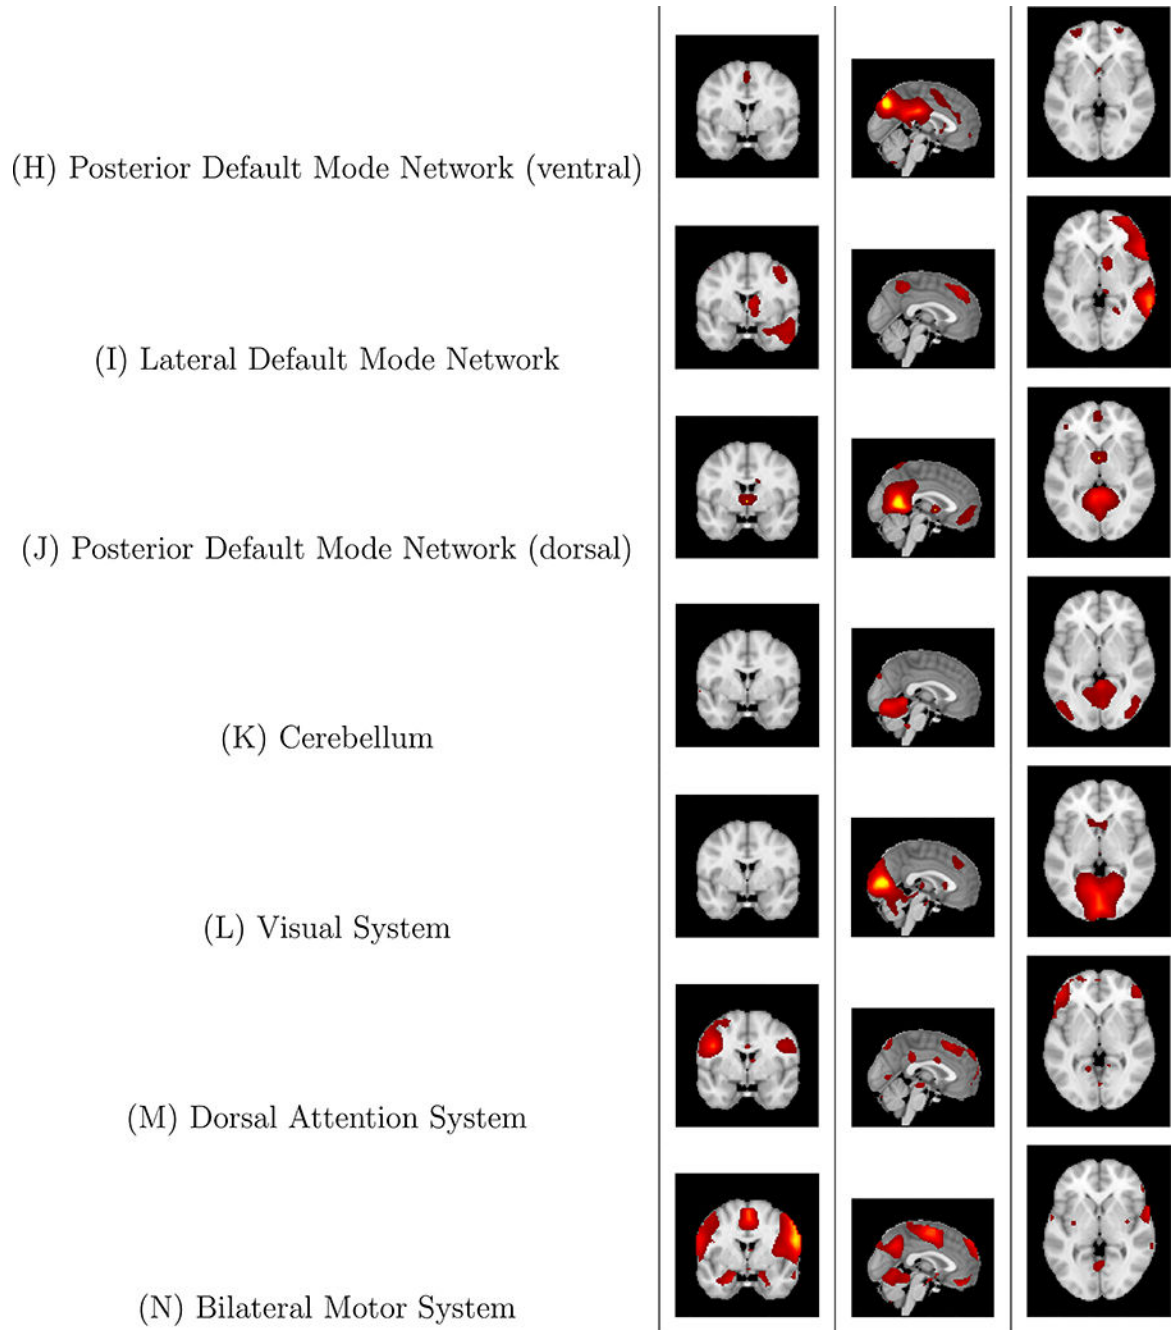 (H) Posterior Default Mode Network (ventral)
(I) Lateral Default Mode Network
(J) Posterior Default Mode Network (dorsal)
(K) Cerebellum
(L) Visual System
(M) Dorsal Attention System
(N) Bilateral Motor System